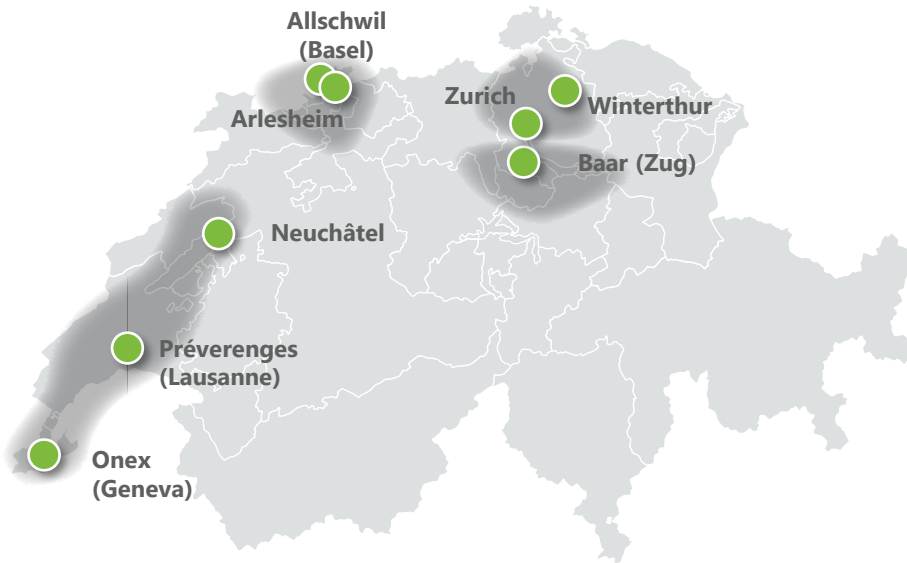 Allschwil
(Basel)
Arlesheim
Zurich
Winterthur
Baar (Zug)
Neuchâtel
Préverenges
(Lausanne)
Onex
(Geneva)